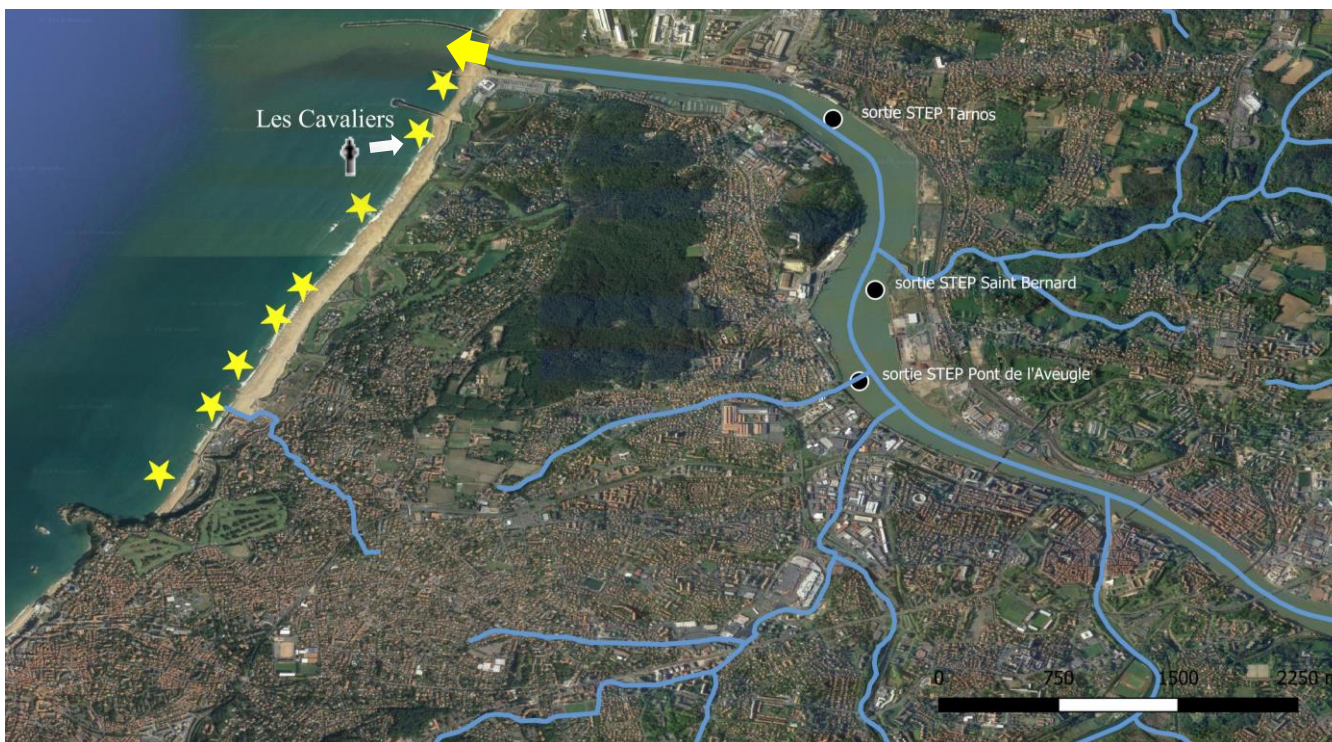 Les Cavaliers
sortie STEP Tarnos
sortie STEP Saint Bernard
sortie STEP Pont de l'Aveugle
0 750 1500 2250 m